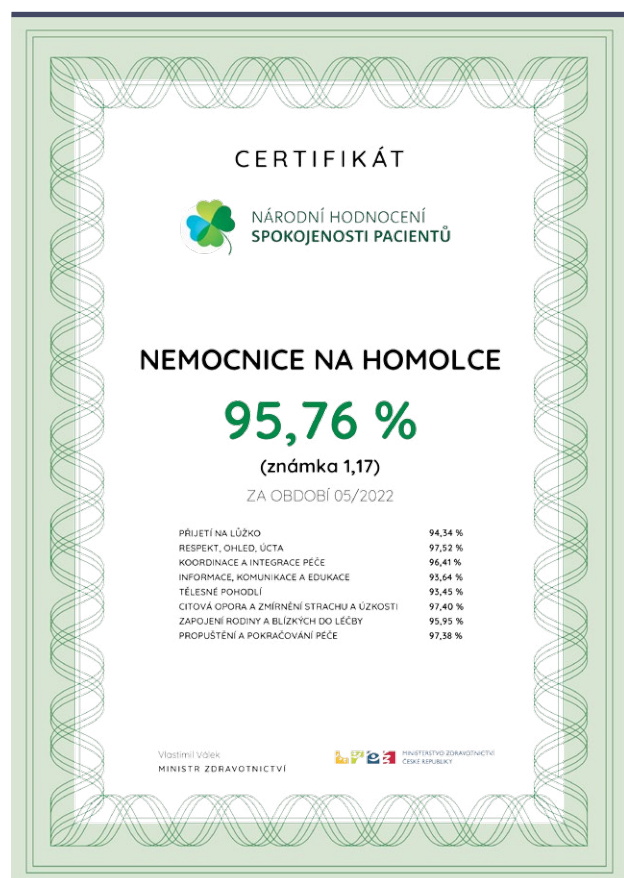 CERTIFIKÁT
NÁRODNÍ HODNOCENÍ
SPOKOJENOSTI PACIENTŮ
NEMOCNICE NA HOMOLCE
95,76 %
(známka 1,17)
ZA OBDOBÍ 05/2022
PŘIJETÍ NA LŮŽKO 94,34 %
RESPEKT, OHLED, ÚCTA 97,52 %
KOORDINACE A INTEGRACE PÉČE 96,41 %
INFORMACE, KOMUNIKACE A EDUKACE 93,64 %
TĚLESNÉ POHODLÍ 93,45 %
CITOVÁ OPORA A ZMÍRNĚNÍ STRACHU A ÚZKOSTI 97,40 %
ZAPOJENÍ RODINY A BLÍZKÝCH DO LÉČBY 95,95 %
PROPUŠTĚNÍ A POKRAČOVÁNÍ PÉČE 97,38 %
Vlastimil Válek
MINISTR ZDRAVOTNICTVÍ
MINISTERSTVO ZDRAVOTNICTVÍ
ČESKÉ REPUBLIKY